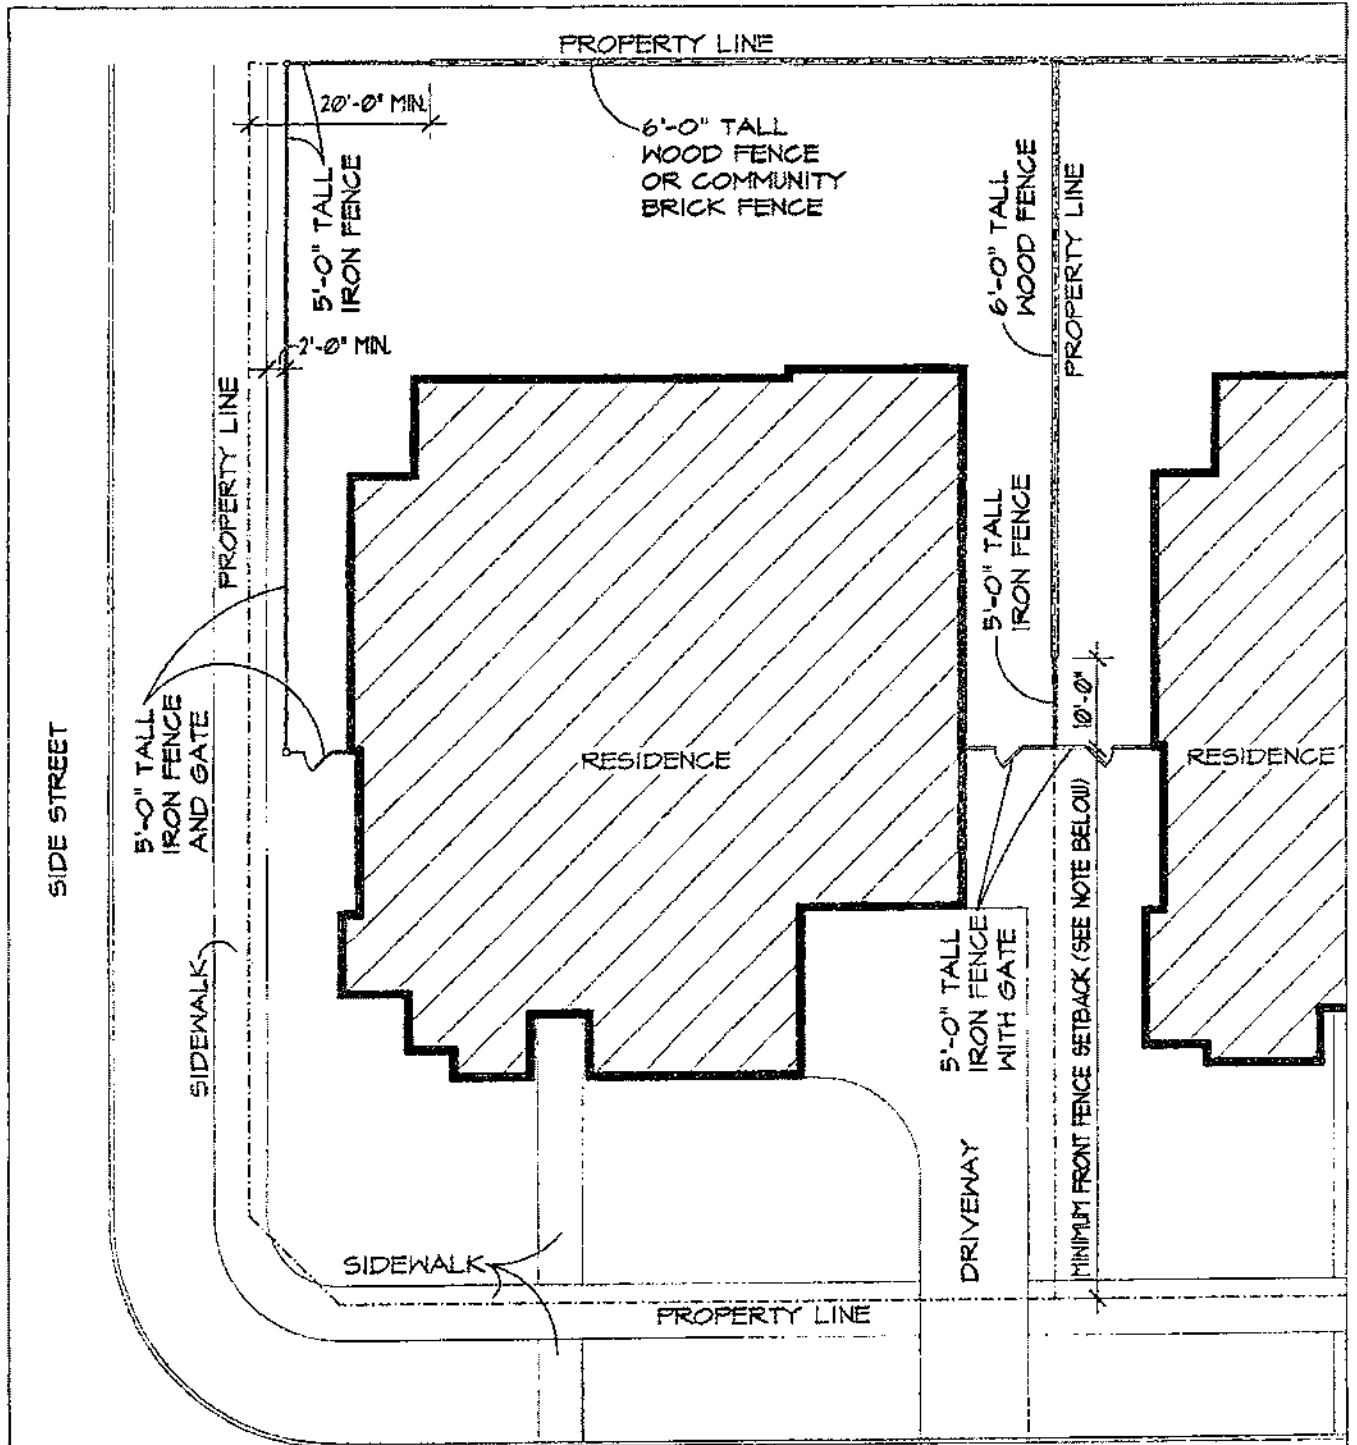 PROPERTY LINE
20'-0" MIN.
6'-0" TALL
WOOD FENCE
OR COMMUNITY
BRICK FENCE
5'-0" TALL
IRON FENCE
6'-0" TALL
WOOD FENCE
PROPERTY LINE
2'-0" MIN.
PROPERTY LINE
5'-0" TALL
IRON FENCE
10'-0"
5'-0" TALL
IRON FENCE
AND GATE
SIDE STREET
RESIDENCE
RESIDENCE
MINIMUM FRONT FENCE SETBACK (SEE NOTE BELOW)
5'-0" TALL
IRON FENCE
WITH GATE
SIDEWALK
DRIVEWAY
SIDEWALK
PROPERTY LINE